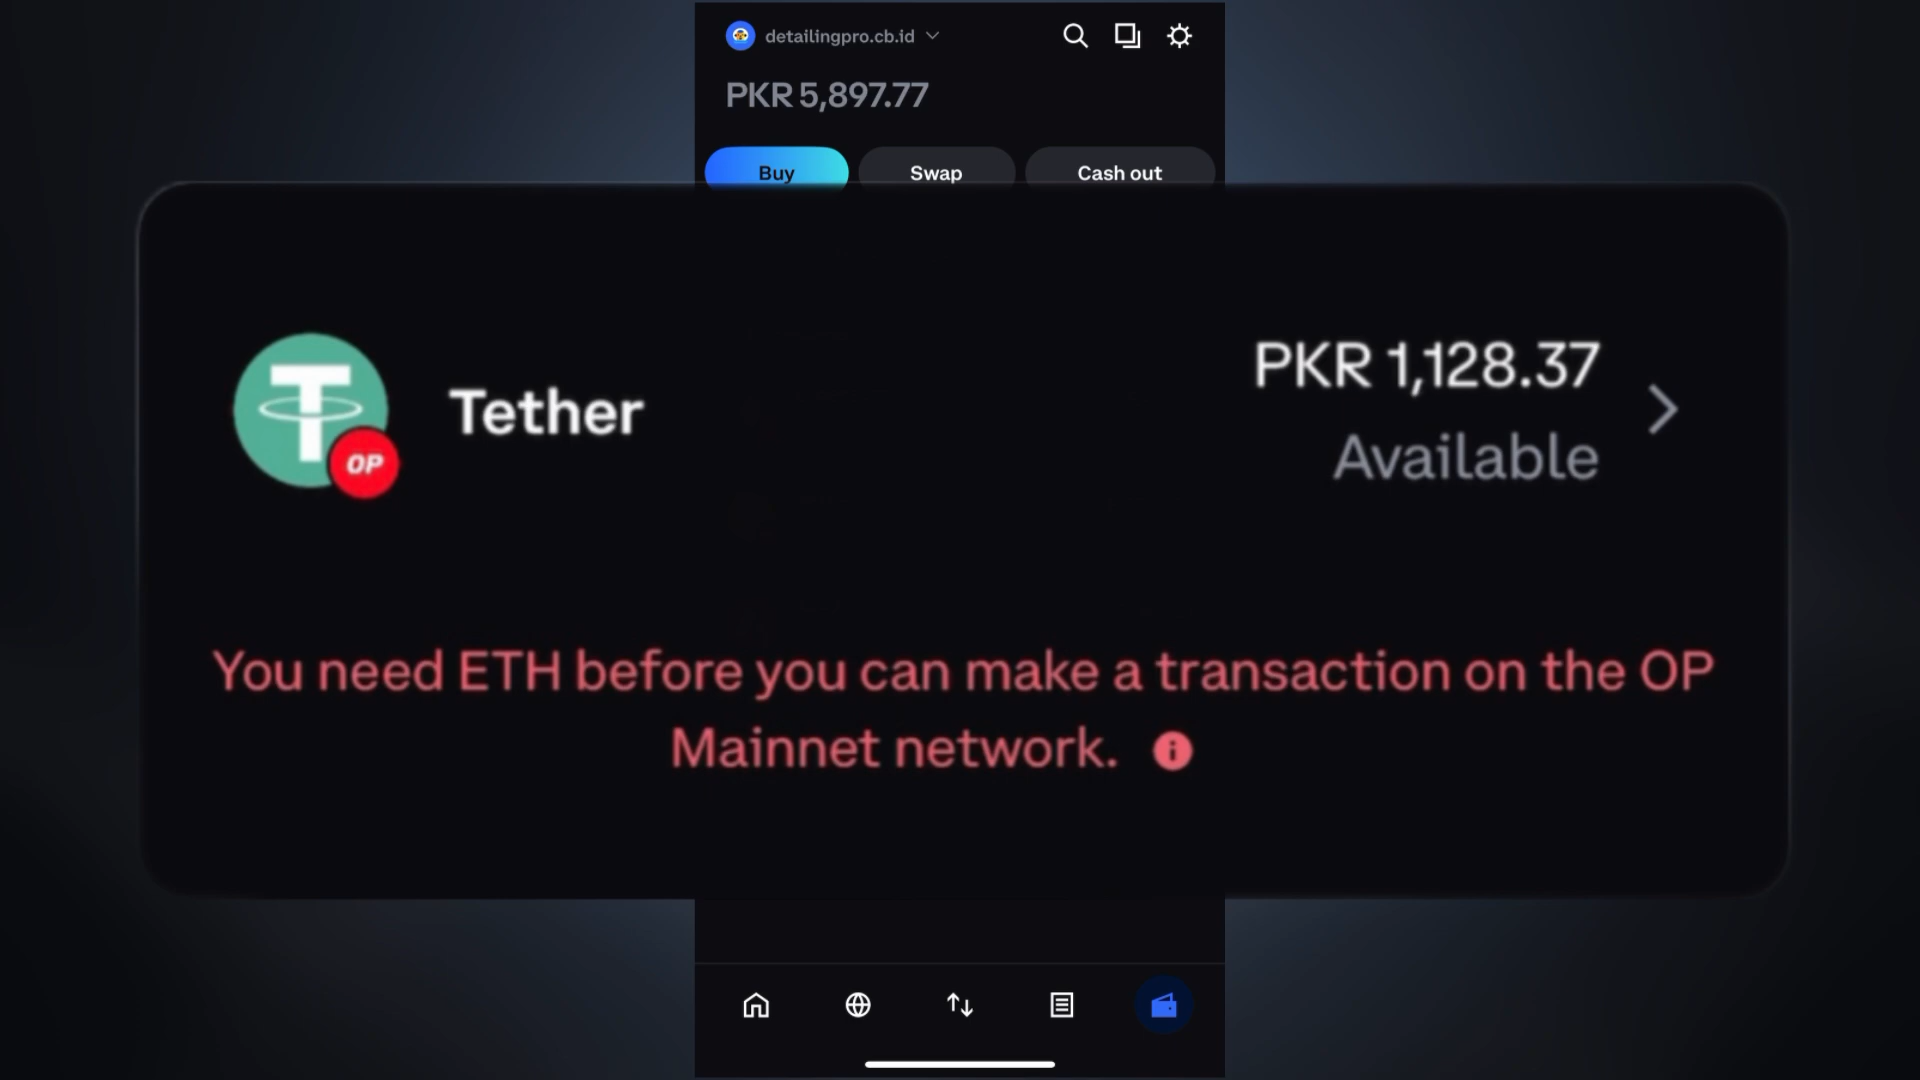 detailingpro.cb.id
PKR 5,897.77
Buy
Swap
Cash out
Tether
OP
PKR 1,128.37
Available
You need ETH before you can make a transaction on the OP
Mainnet network.